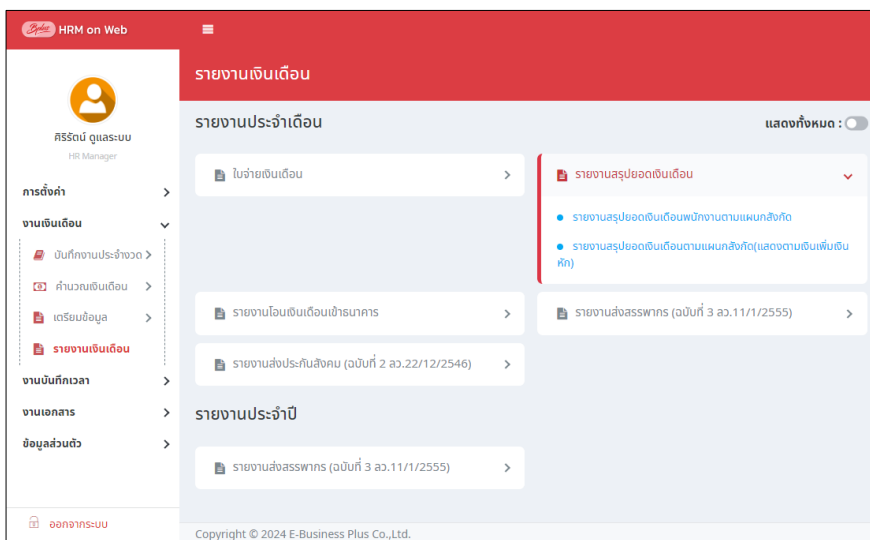 Bplus HRM on Web
รายงานเงินเดือน
ศิริรัตน์ ดูแลระบบ
HR Manager
การตั้งค่า
งานเงินเดือน
บันทึกงานประจำงวด
คำนวณเงินเดือน
เตรียมข้อมูล
รายงานเงินเดือน
งานบันทึกเวลา
งานเอกสาร
ข้อมูลส่วนตัว
ออกจากระบบ
รายงานประจำเดือน
แสดงทั้งหมด :
ใบจ่ายเงินเดือน
รายงานสรุปยอดเงินเดือน
รายงานสรุปยอดเงินเดือนพนักงานตามแผนกสังกัด
รายงานสรุปยอดเงินเดือนตามแผนกสังกัด(แสดงตามเงินเพิ่มเงิน
หัก)
รายงานโอนเงินเดือนเข้าธนาคาร
รายงานส่งสรรพากร (ฉบับที่ 3 ลว.11/1/2555)
รายงานส่งประกันสังคม (ฉบับที่ 2 ลว.22/12/2546)
รายงานประจำปี
รายงานส่งสรรพากร (ฉบับที่ 3 ลว.11/1/2555)
Copyright © 2024 E-Business Plus Co.,Ltd.